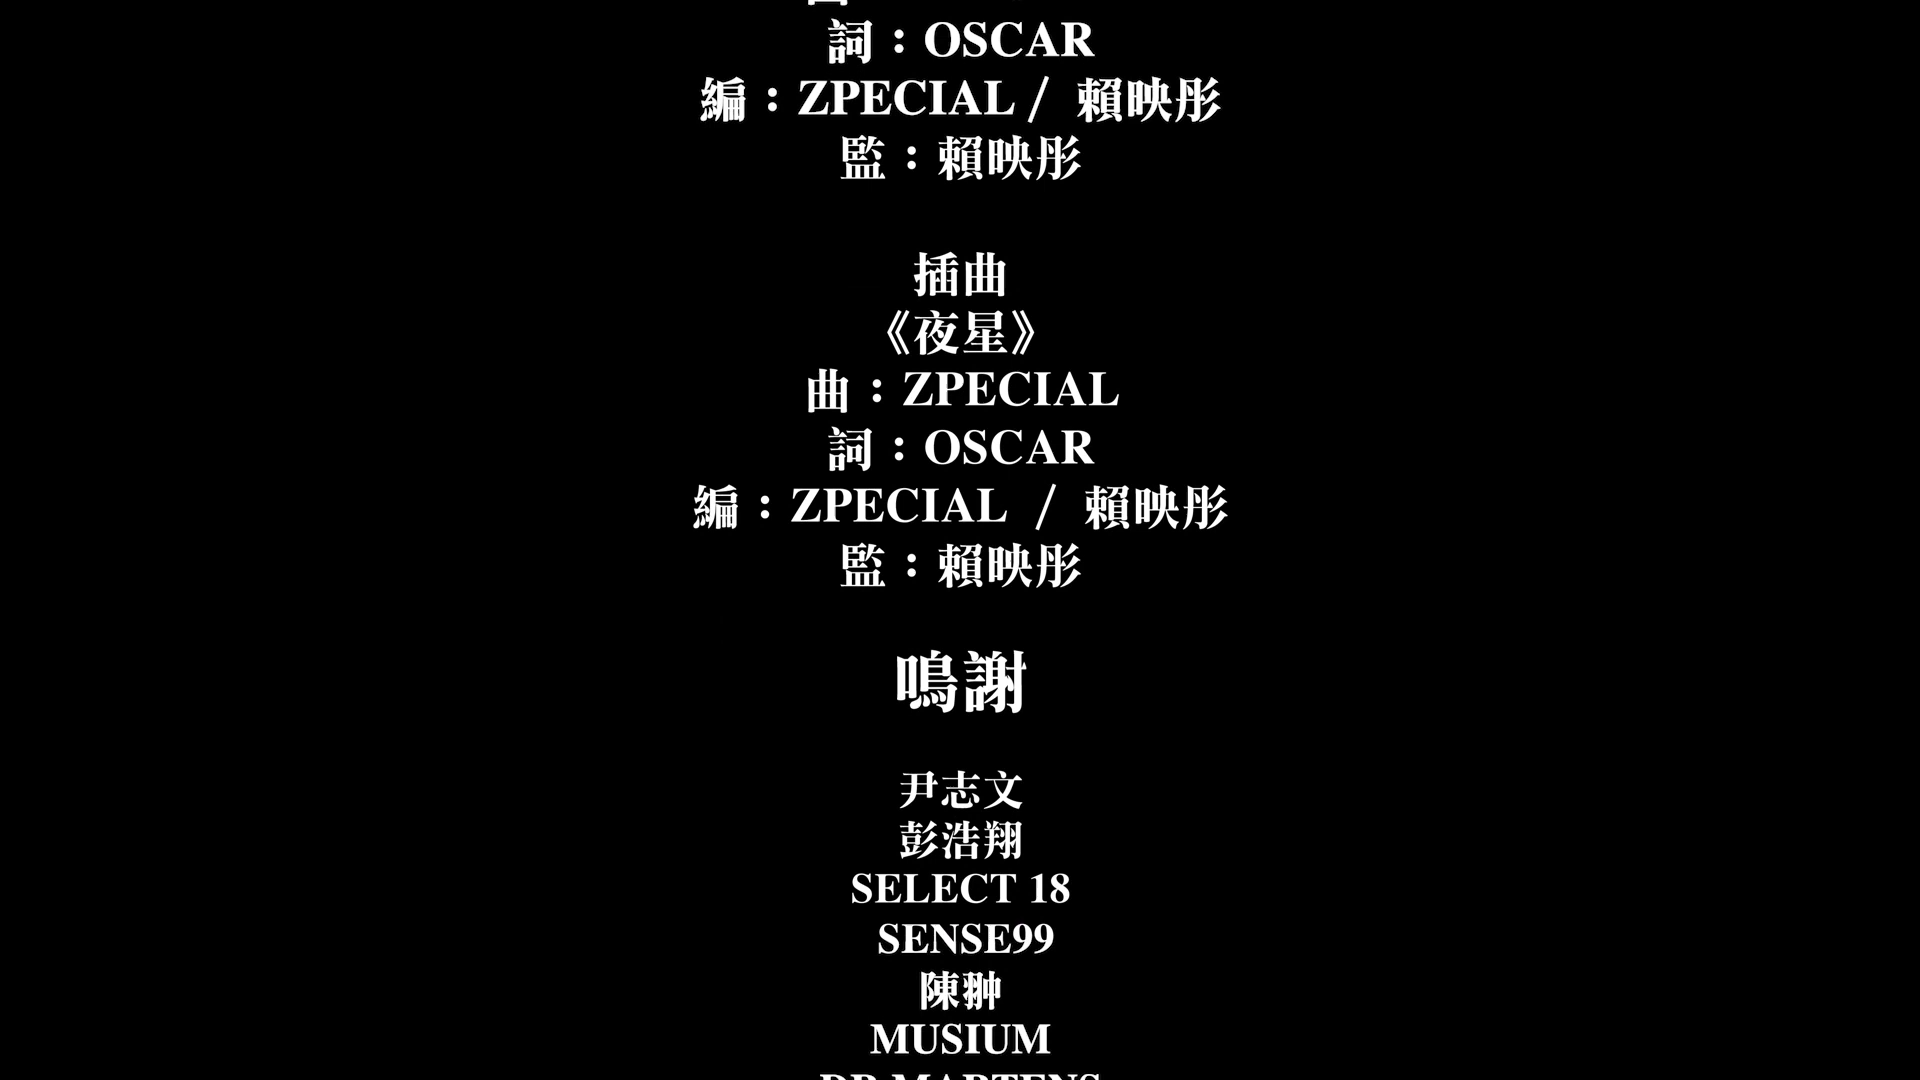 詞：OSCAR
編：ZPECIAL / 賴映彤
監：賴映彤
插曲
《夜星》
曲：ZPECIAL
詞：OSCAR
編：ZPECIAL / 賴映彤
監：賴映彤
鳴謝
尹志文
彭浩翔
SELECT 18
SENSE99
陳翀
MUSIUM
DR MARTENS